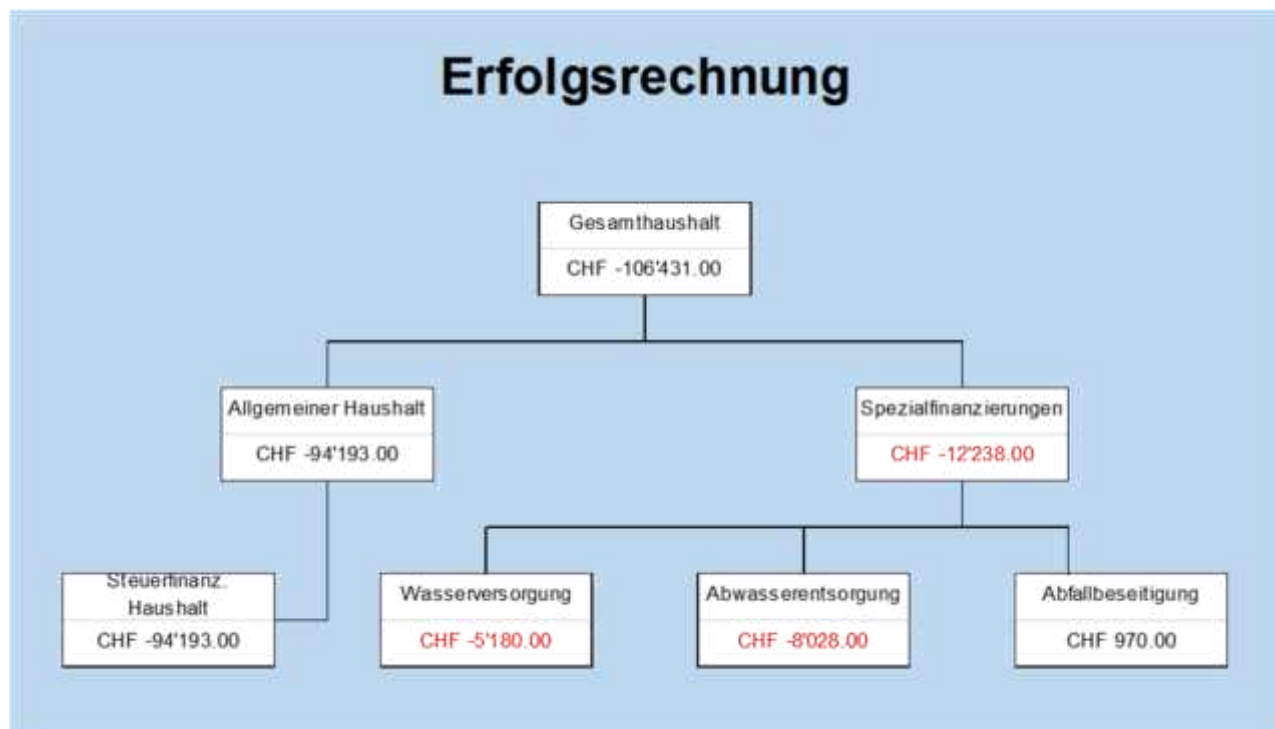 Erfolgsrechnung
Gesamthaushalt
CHF -106'431.00
Allgemeiner Haushalt
CHF -94'193.00
Spezialfinanzierungen
CHF -12'238.00
Steuerfinanz.
Haushalt
CHF -94'193.00
Wasserversorgung
CHF -5'180.00
Abwasserentsorgung
CHF -8'028.00
Abfallbeseitigung
CHF 970.00